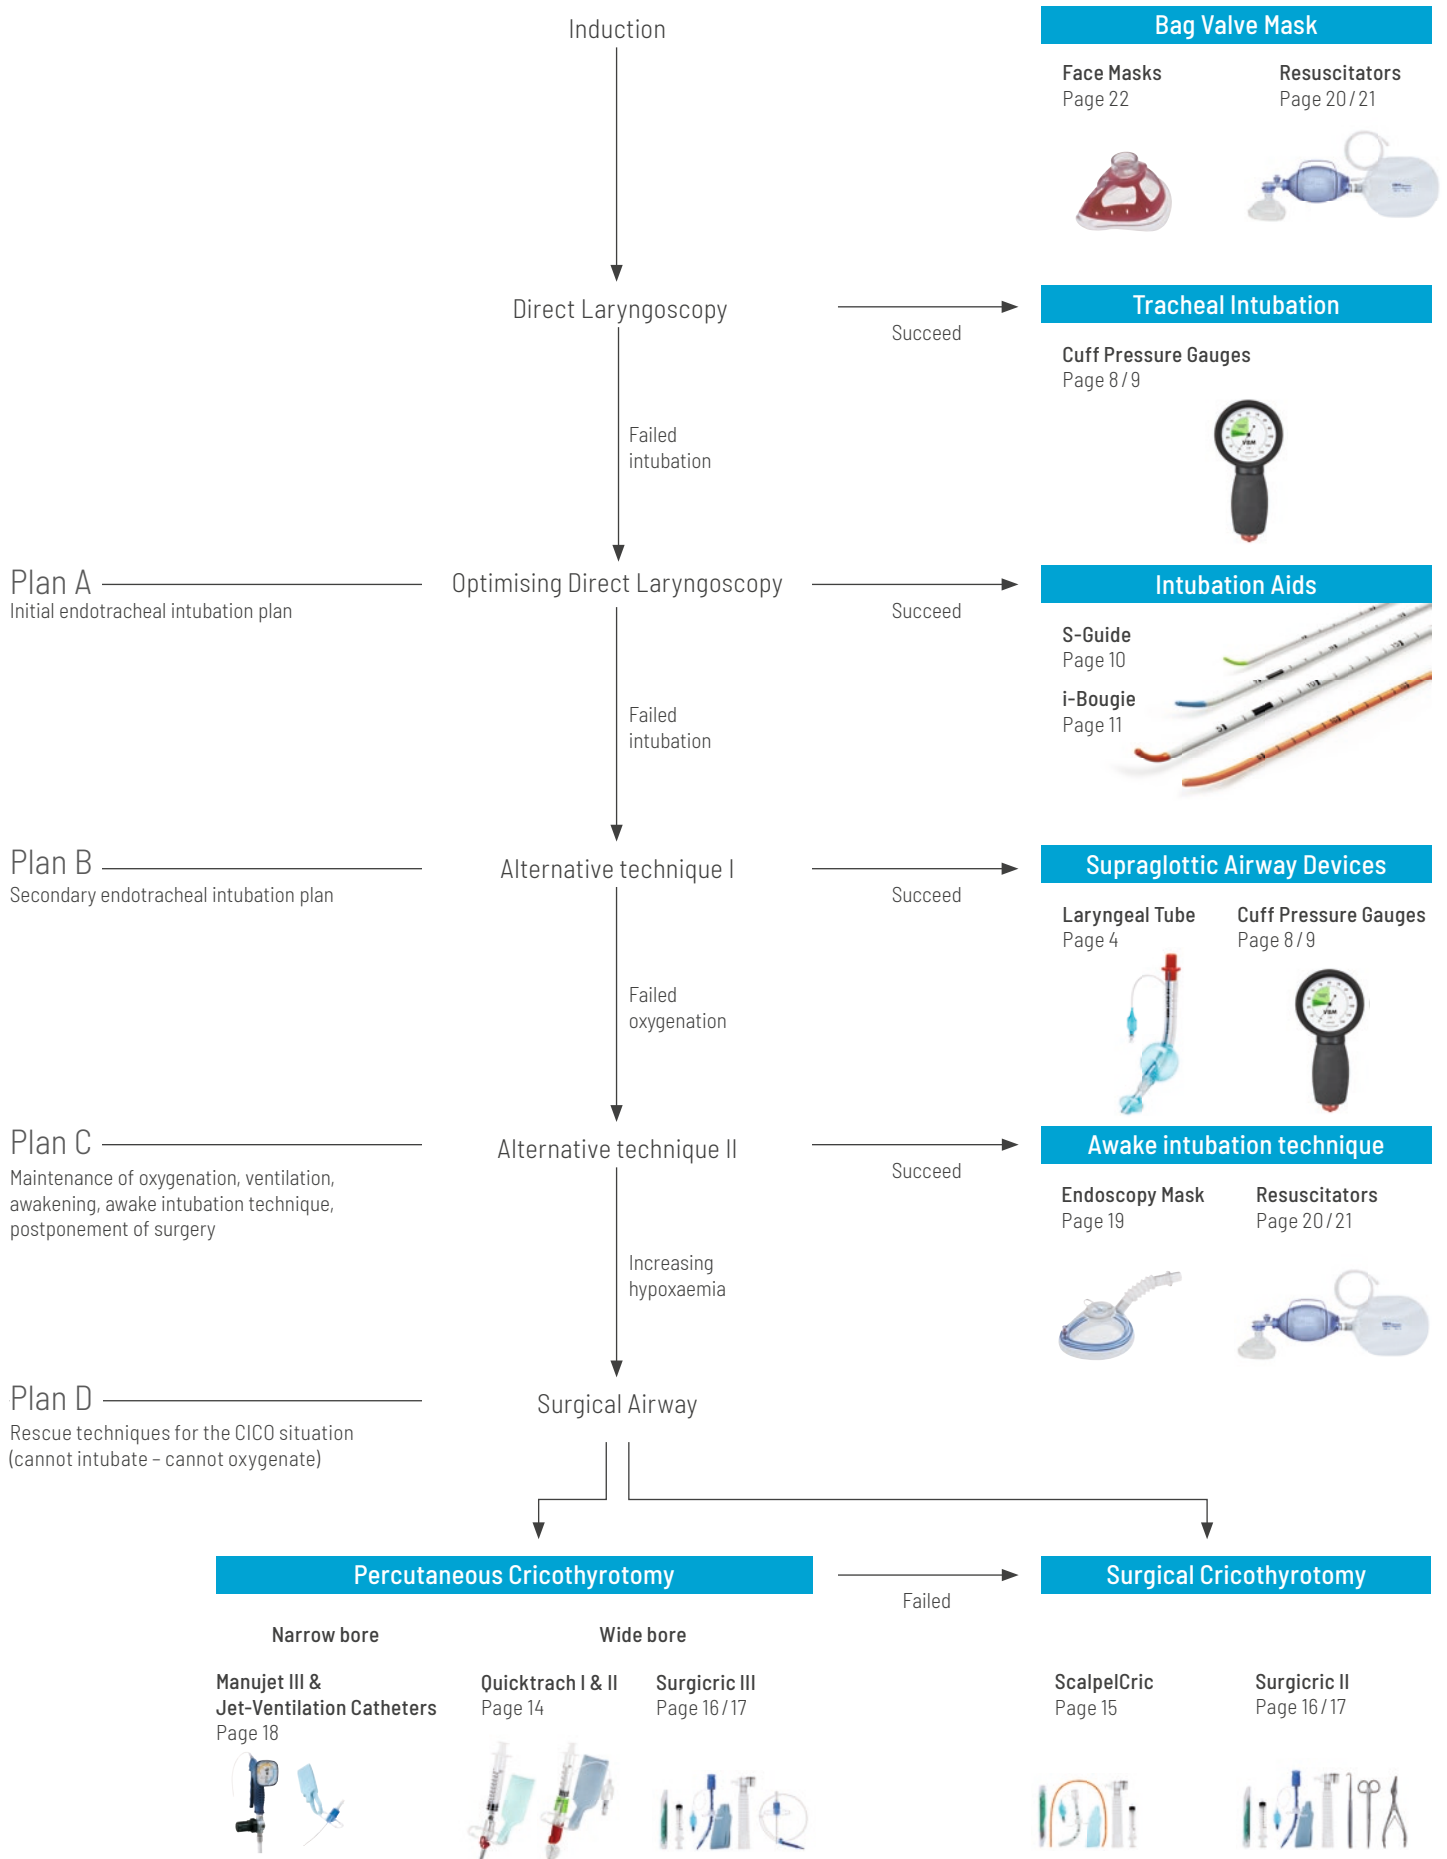 Induction
Bag Valve Mask
Face Masks
Page 22
Resuscitators
Page 20/21
Direct Laryngoscopy
Succeed
Tracheal Intubation
Cuff Pressure Gauges
Page 8/9
VBM
Failed
intubation
Plan A
Initial endotracheal intubation plan
Optimising Direct Laryngoscopy
Succeed
Intubation Aids
S-Guide
Page 10
i-Bougie
Page 11
Failed
intubation
Plan B
Secondary endotracheal intubation plan
Alternative technique I
Succeed
Supraglottic Airway Devices
Laryngeal Tube
Page 4
Cuff Pressure Gauges
Page 8/9
VBM
Failed
oxygenation
Plan C
Maintenance of oxygenation, ventilation,
awakening, awake intubation technique,
postponement of surgery
Alternative technique II
Succeed
Awake intubation technique
Endoscopy Mask
Page 19
Resuscitators
Page 20/21
Increasing
hypoxaemia
Plan D
Rescue techniques for the CICO situation
(cannot intubate – cannot oxygenate)
Surgical Airway
Percutaneous Cricothyrotomy
Failed
Surgical Cricothyrotomy
Narrow bore
Wide bore
Manujet III &
Jet-Ventilation Catheters
Page 18
Quicktrach I & II
Page 14
Surgicric III
Page 16/17
ScalpelCric
Page 15
Surgicric II
Page 16/17